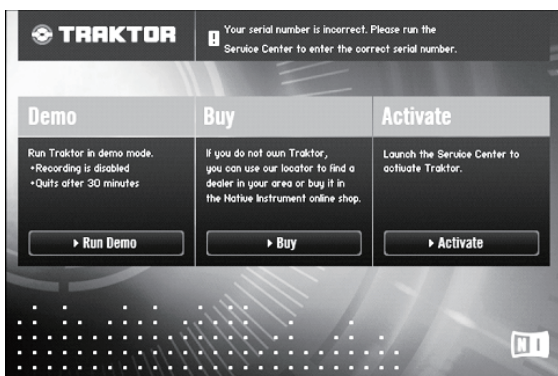 TRAKTOR
Your serial number is incorrect. Please run the
Service Center to enter the correct serial number.
Demo
Run Traktor in demo mode.
•Recording is disabled
•Quits after 30 minutes
Run Demo
Buy
If you do not own Traktor,
you can use our locator to find a
dealer in your area or buy it in
the Native Instrument online shop.
Buy
Activate
Launch the Service Center to
activate Traktor.
Activate
NI